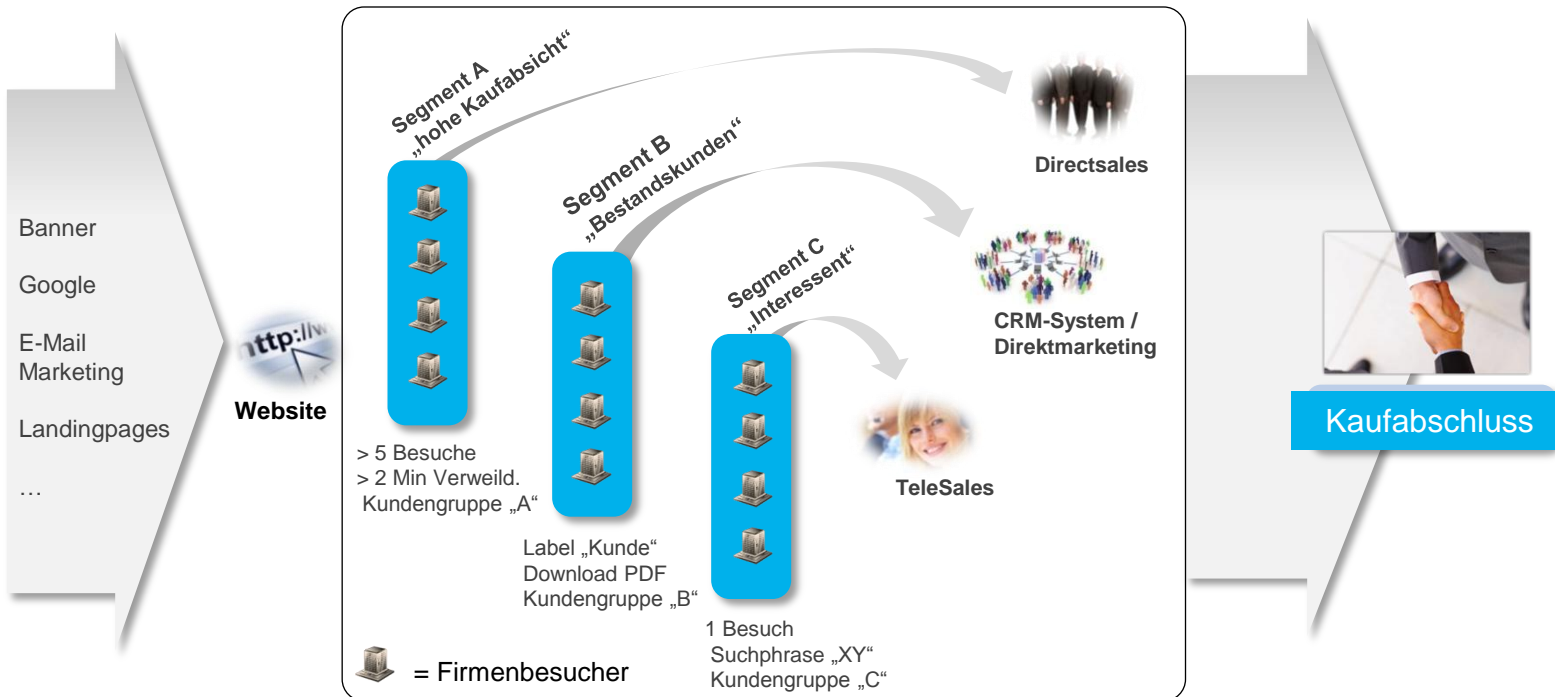 Banner
Google
E-Mail
Marketing
Landingpages
…
http://w
Website
Segment A
„hohe Kaufabsicht“
> 5 Besuche
> 2 Min Verweild.
Kundengruppe „A“
Segment B
„Bestandskunden“
Label „Kunde“
Download PDF
Kundengruppe „B“
Segment C
„Interessent“
1 Besuch
Suchphrase „XY“
Kundengruppe „C“
= Firmenbesucher
Directsales
CRM-System /
Direktmarketing
TeleSales
Kaufabschluss